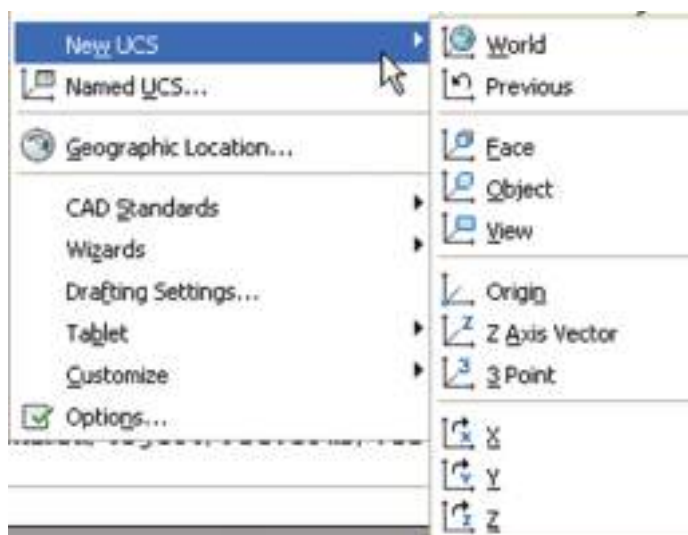 New UCS
Named UCS...
Geographic Location...
CAD Standards
Wizards
Drafting Settings...
Tablet
Customize
Options...
World
Previous
Face
Object
View
Origin
Z Axis Vector
3 Point
X
Y
Z